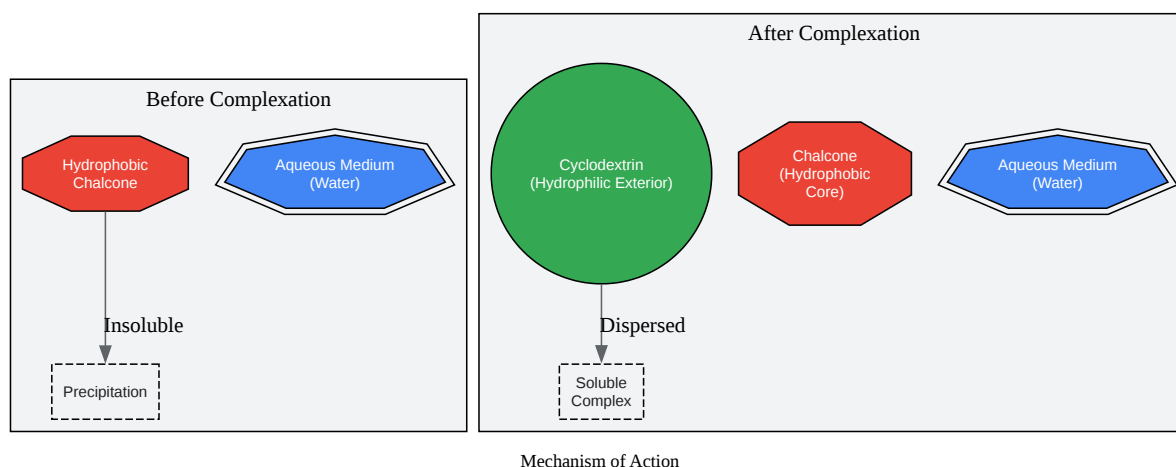 Before Complexation
Hydrophobic
Chalcone
Aqueous Medium
(Water)
Insoluble
Precipitation
After Complexation
Cyclodextrin
(Hydrophilic Exterior)
Chalcone
(Hydrophobic
Core)
Aqueous Medium
(Water)
Dispersed
Soluble
Complex
Mechanism of Action